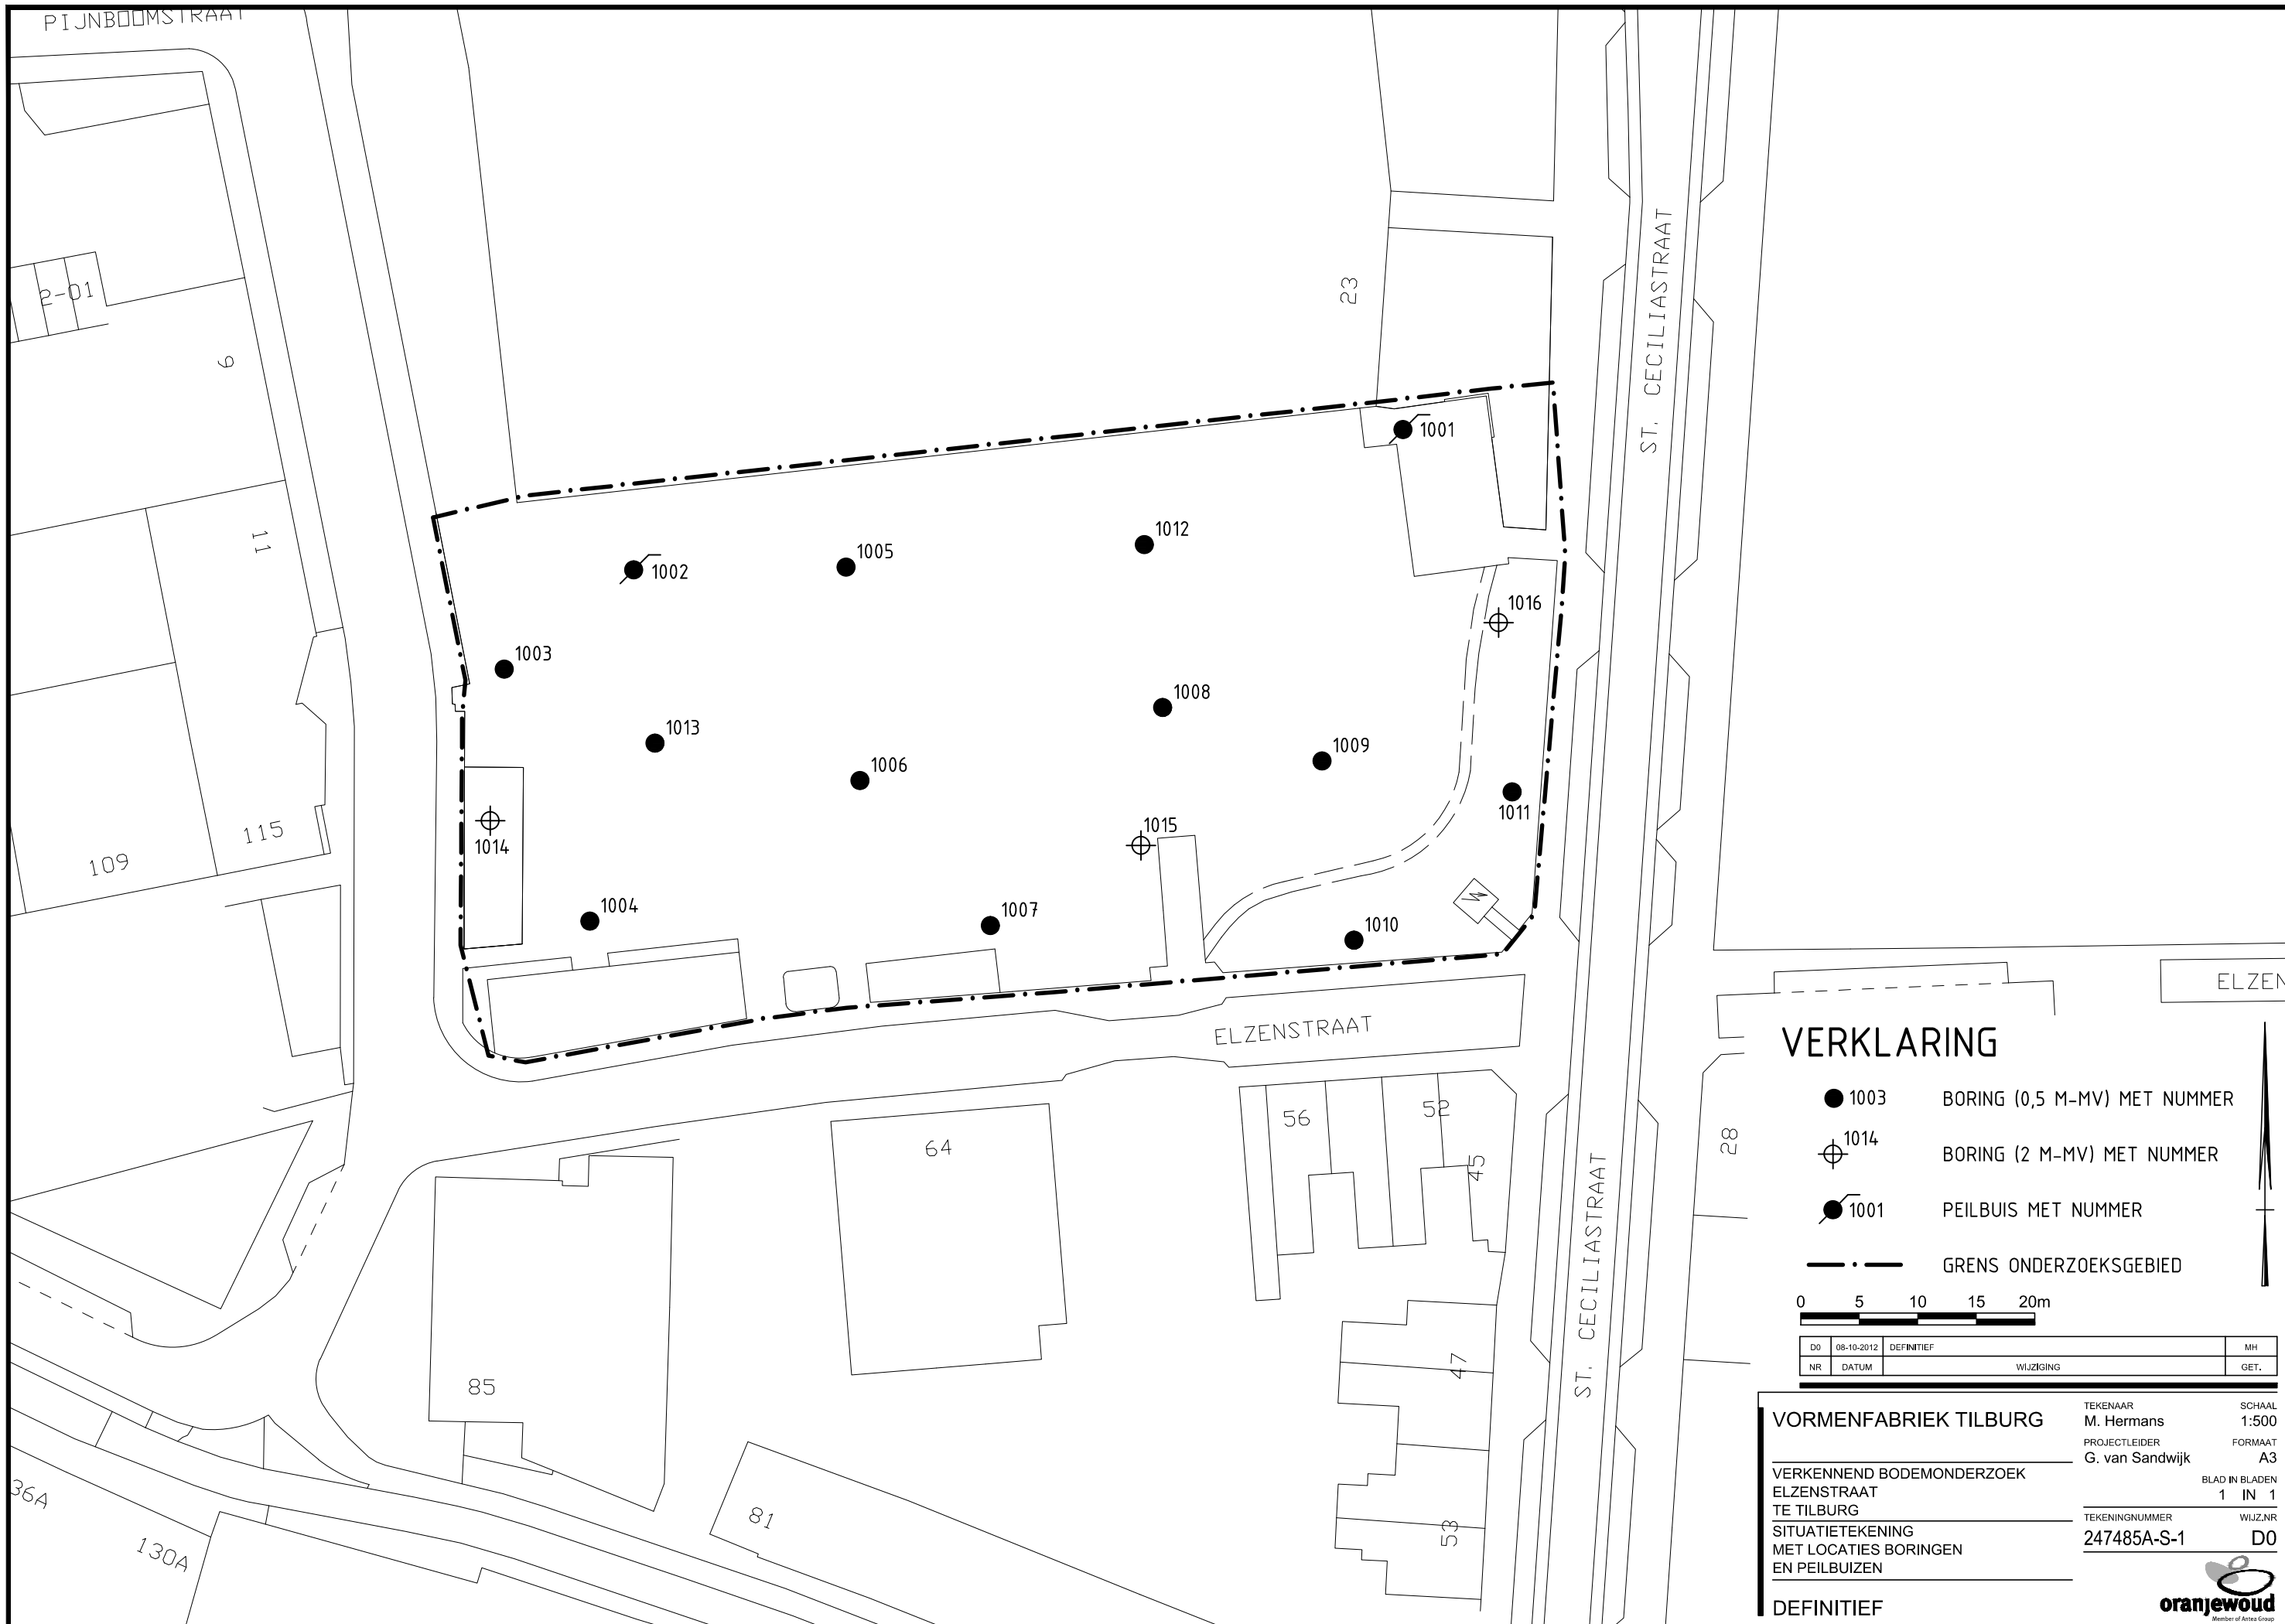 PIJNBOOMSTRAAT
2-01
9
11
115
109
23
ST. CECILIASTRAAT
1001
1012
1005
1002
1016
1003
1008
1013
1009
1006
1011
1015
1014
1004
1007
1010
ELZENSTRAAT
ELZEN
56
52
45
64
28
ST. CECILIASTRAAT
47
53
85
81
36A
130A
VERKLARING
1003 BORING (0,5 M-MV) MET NUMMER
1014 BORING (2 M-MV) MET NUMMER
1001 PEILBUIS MET NUMMER
GRENS ONDERZOEKSGEBIED
0 5 10 15 20m
D0 08-10-2012 DEFINITIEF MH
NR DATUM WIJZIGING GET.
VORMENFABRIEK TILBURG
TEKENAAR SCHAAL
M. Hermans 1:500
PROJECTLEIDER FORMAAT
G. van Sandwijk A3
VERKENNEND BODEMONDERZOEK
ELZENSTRAAT
TE TILBURG
BLAD IN BLADEN
1 IN 1
SITUATIETEKENING
MET LOCATIES BORINGEN
EN PEILBUIZEN
TEKENINGNUMMER WIJZ.NR
247485A-S-1 D0
DEFINITIEF
oranjewoud
Member of Antea Group